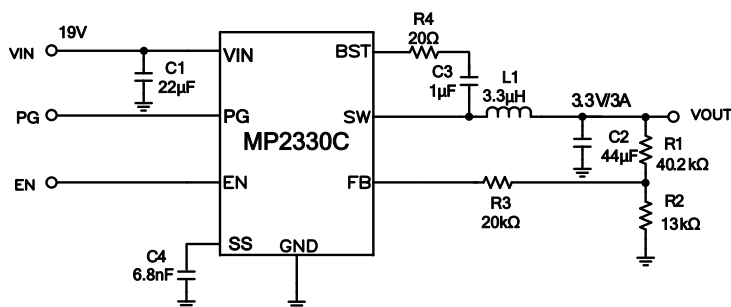 19V
VIN
C1
22µF
PG
EN
C4
6.8nF
VIN
PG
EN
SS
GND
MP2330C
BST
SW
FB
R4
20Ω
C3
1µF
L1
3.3µH
3.3V/3A
VOUT
C2
44µF
R1
40.2kΩ
R3
20kΩ
R2
13kΩ